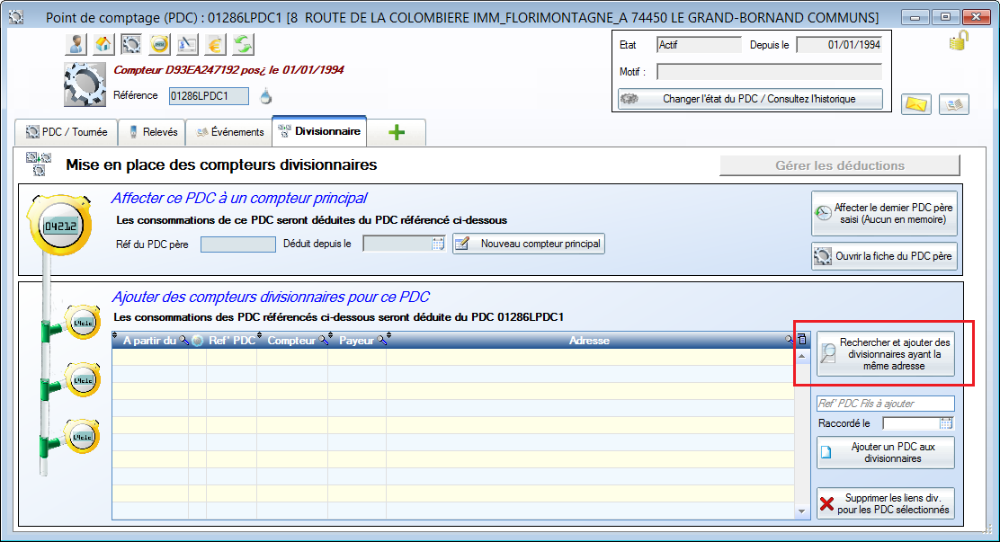 Point de comptage (PDC) : 01286LPDC1 [8 ROUTE DE LA COLOMBIERE IMM_FLORIMONTAGNE_A 74450 LE GRAND-BORNAND COMMUNS]
Compteur D93EA247192 pos¿ le 01/01/1994
Référence 01286LPDC1
Etat Actif Depuis le 01/01/1994
Motif :
Changer l'état du PDC / Consultez l'historique
PDC / Tournée Relevés Événements Divisionnaire
Mise en place des compteurs divisionnaires
Gérer les déductions
04212
Affecter ce PDC à un compteur principal
Les consommations de ce PDC seront déduites du PDC référencé ci-dessous
Réf du PDC père Déduit depuis le Nouveau compteur principal
Affecter le dernier PDC père
saisi (Aucun en memoire)
Ouvrir la fiche du PDC père
Ajouter des compteurs divisionnaires pour ce PDC
Les consommations des PDC référencés ci-dessous seront déduite du PDC 01286LPDC1
A partir du Ref° PDC Compteur Payeur Adresse
Rechercher et ajouter des
divisionnaires ayant la
même adresse
Ref° PDC Fils à ajouter
Raccordé le
Ajouter un PDC aux
divisionnaires
Supprimer les liens div.
pour les PDC sélectionnés